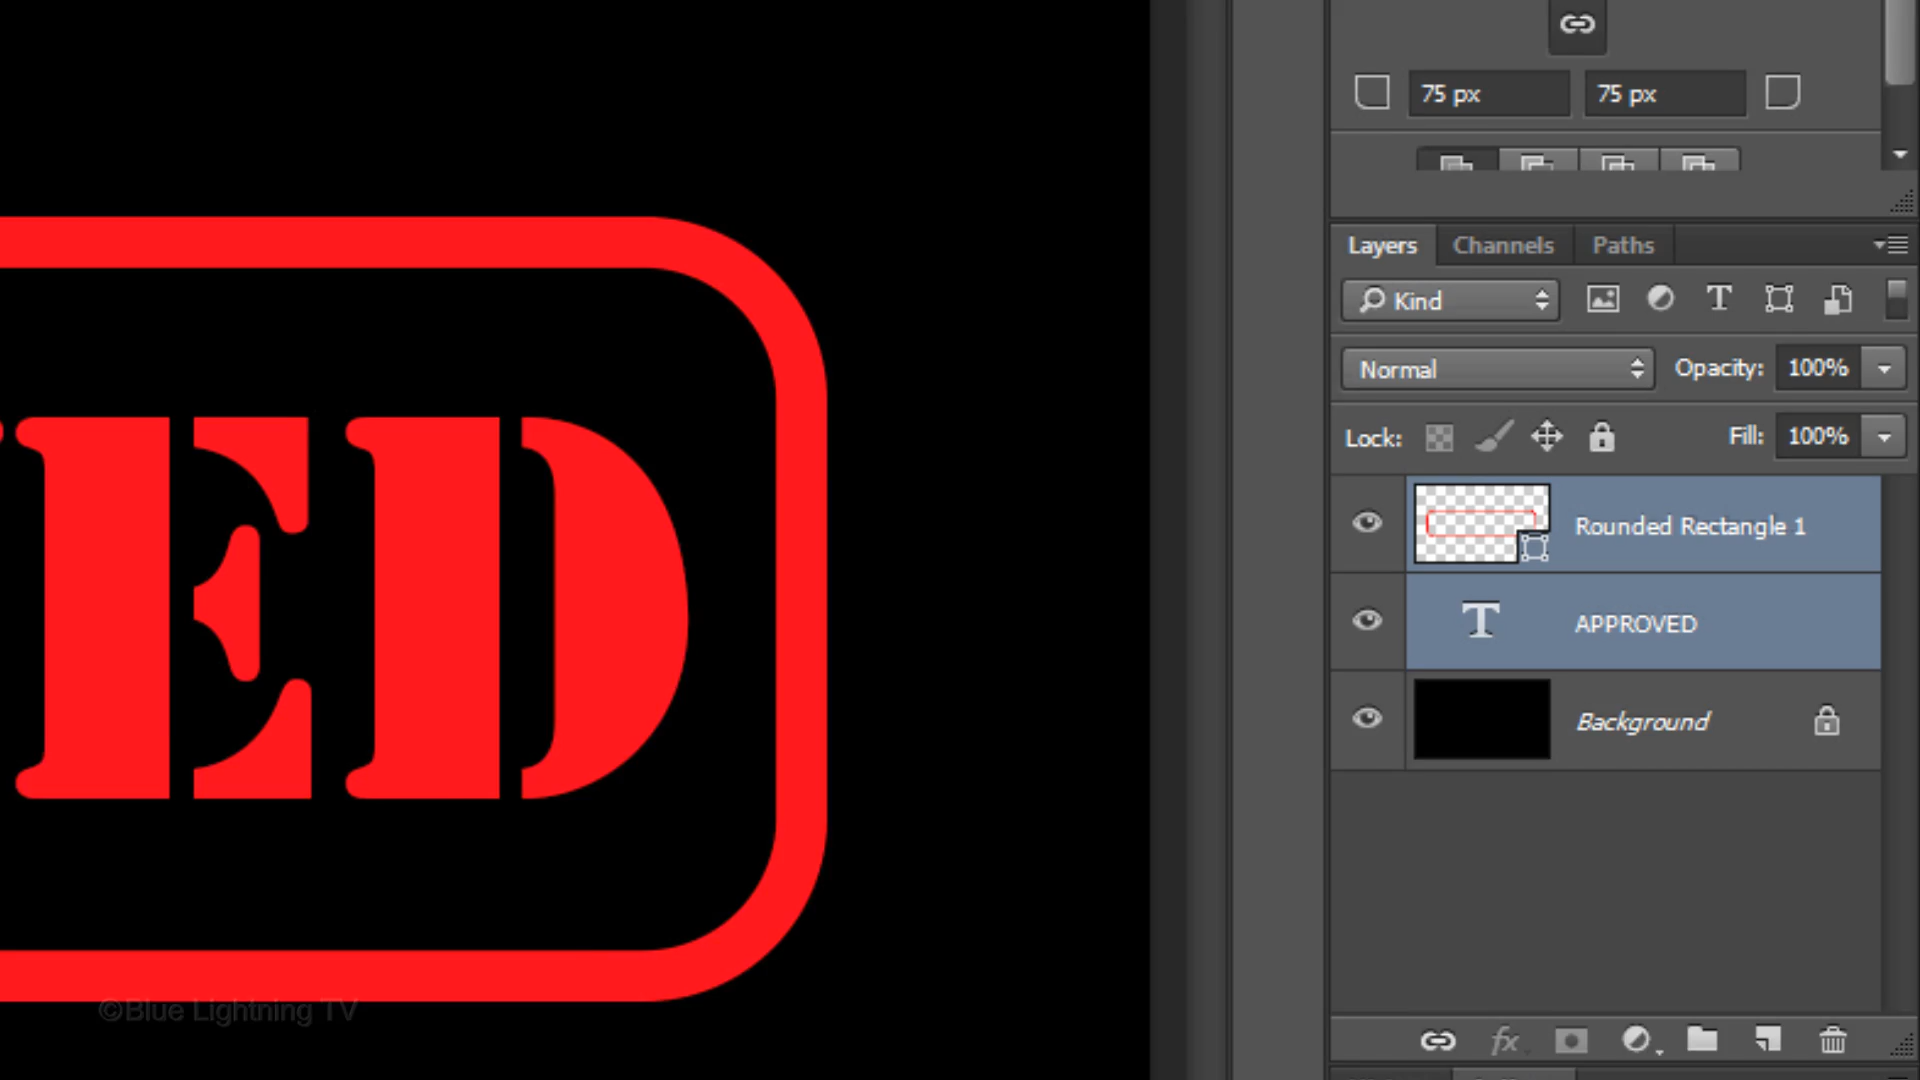 75 px 75 px
Layers Channels Paths
Kind
Normal Opacity: 100%
Lock: Fill: 100%
Rounded Rectangle 1
T APPROVED
Background
ED
©Blue Lightning TV
fx